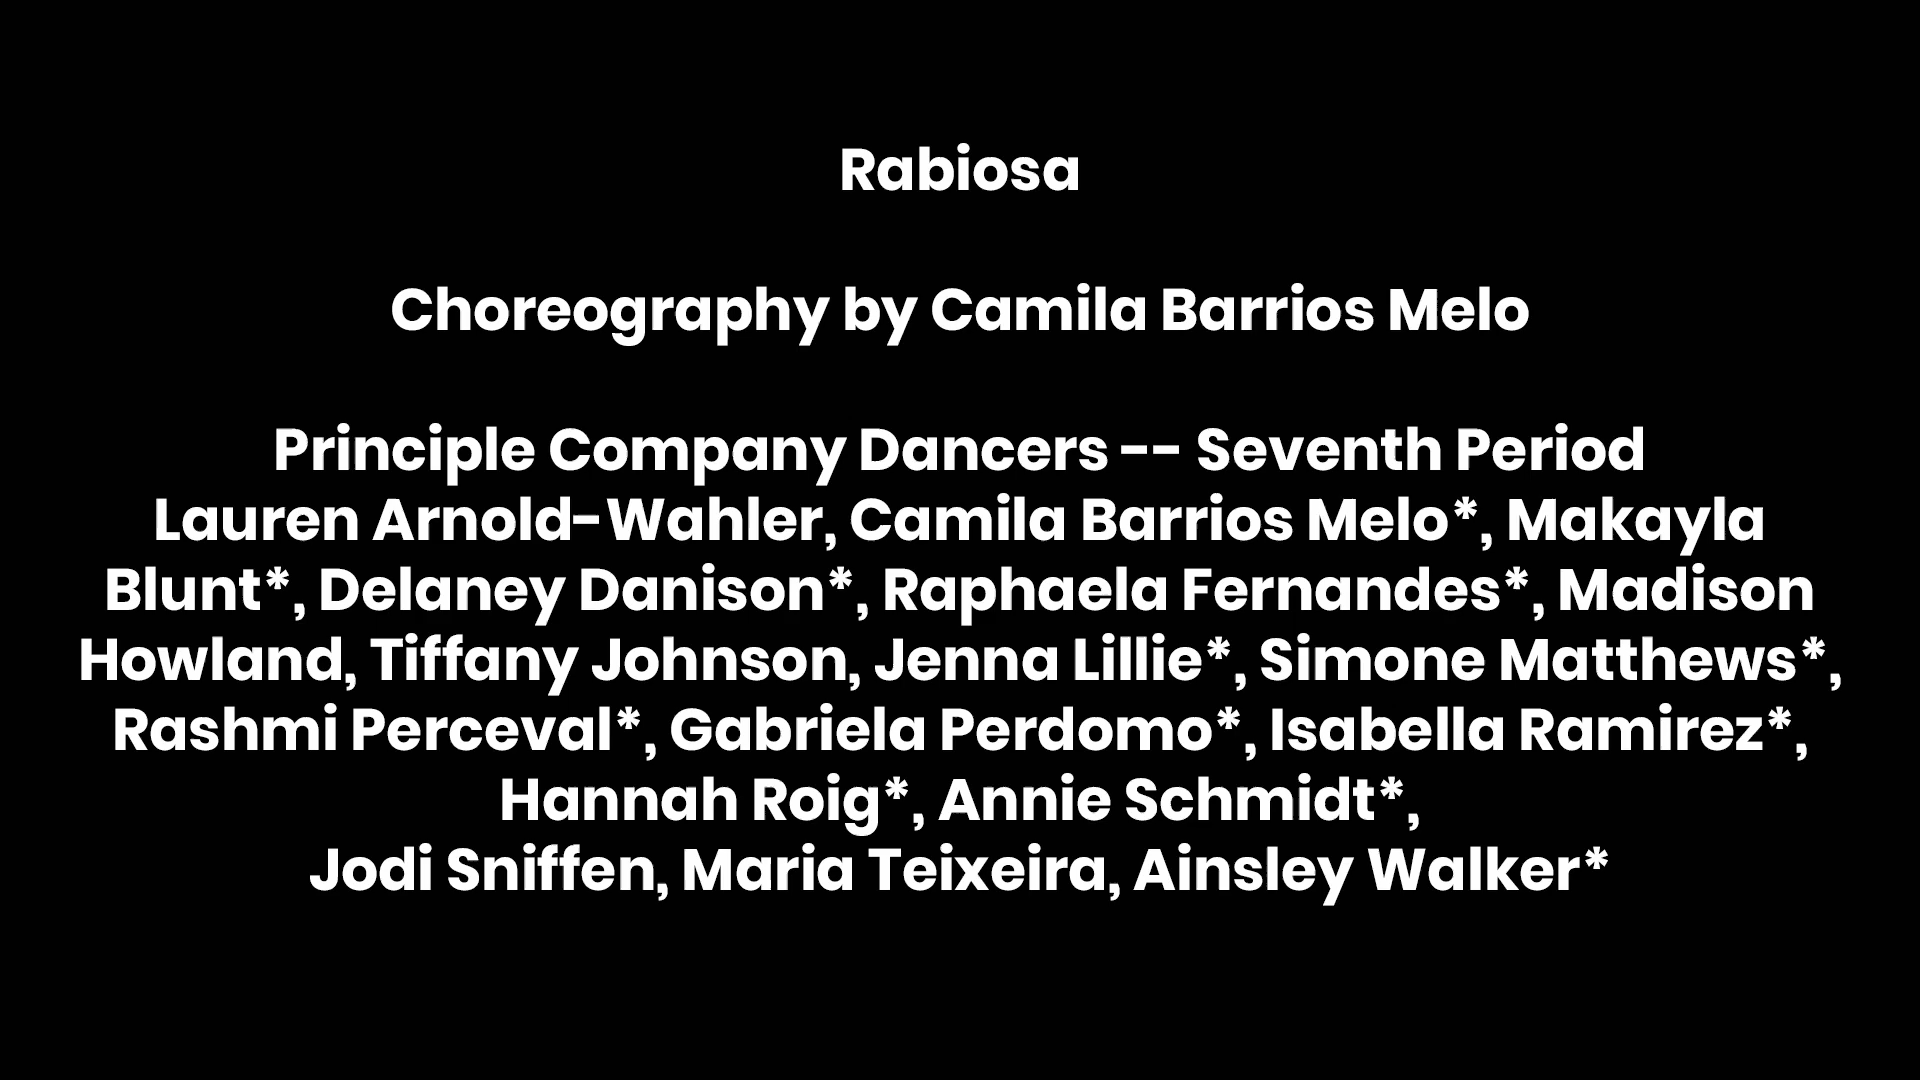 Rabiosa
Choreography by Camila Barrios Melo
Principle Company Dancers -- Seventh Period
Lauren Arnold-Wahler, Camila Barrios Melo*, Makayla
Blunt*, Delaney Danison*, Raphaela Fernandes*, Madison
Howland, Tiffany Johnson, Jenna Lillie*, Simone Matthews*,
Rashmi Perceval*, Gabriela Perdomo*, Isabella Ramirez*,
Hannah Roig*, Annie Schmidt*,
Jodi Sniffen, Maria Teixeira, Ainsley Walker*